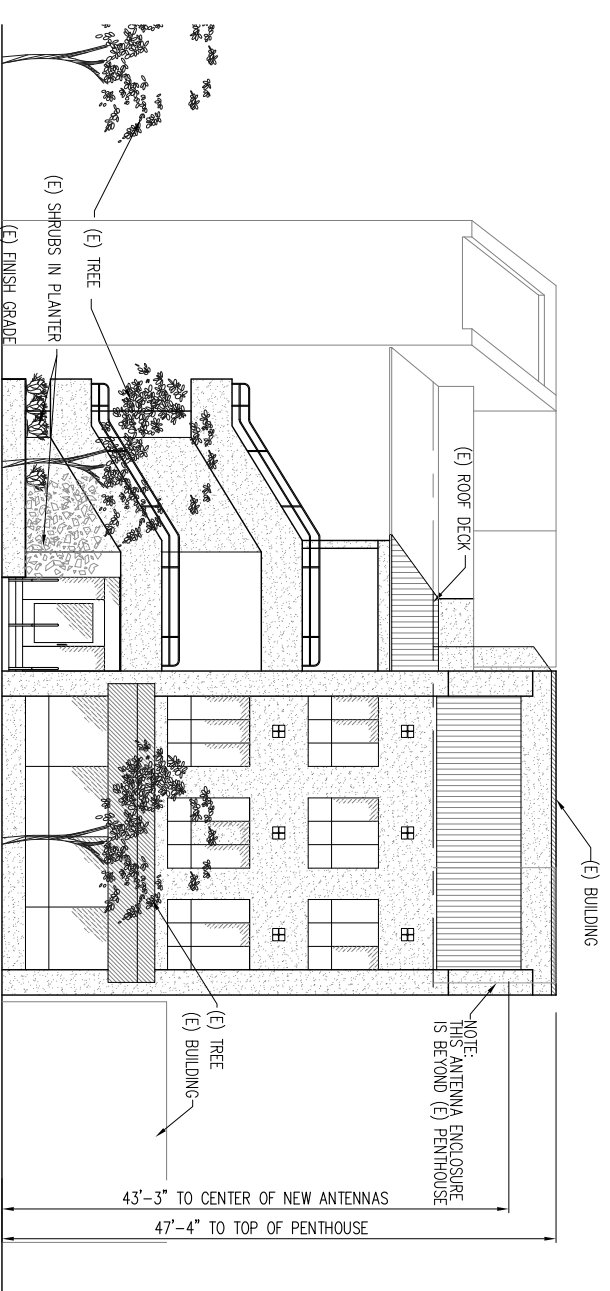 (E) BUILDING
(E) ROOF DECK
NOTE:
THIS ANTENNA ENCLOSURE
IS BEYOND (E) PENTHOUSE
(E) TREE
(E) SHRUBS IN PLANTER
(E) FINISH GRADE
(E) TREE
(E) BUILDING
43'-3" TO CENTER OF NEW ANTENNAS
47'-4" TO TOP OF PENTHOUSE